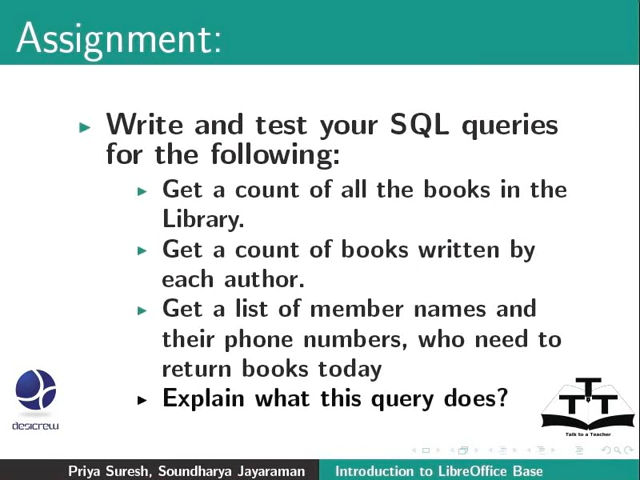 Assignment:
Write and test your SQL queries
for the following:
Get a count of all the books in the
Library.
Get a count of books written by
each author.
Get a list of member names and
their phone numbers, who need to
return books today
Explain what this query does?
desicrew
TTT
Talk to a Teacher
Priya Suresh, Soundharya Jayaraman
Introduction to LibreOffice Base